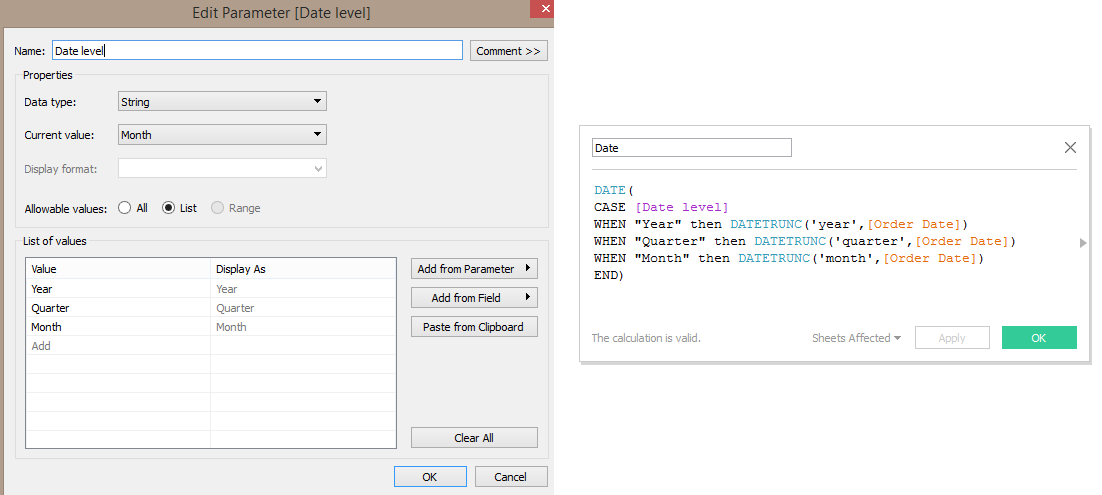 Edit Parameter [Date level]
Name: Date level
Comment >>
Properties
Data type: String
Current value: Month
Display format:
Allowable values: All List Range
List of values
Value Display As
Year Year
Quarter Quarter
Month Month
Add
Add from Parameter
Add from Field
Paste from Clipboard
Clear All
OK Cancel
Date
DATE(
CASE [Date level]
WHEN "Year" then DATETRUNC('year',[Order Date])
WHEN "Quarter" then DATETRUNC('quarter',[Order Date])
WHEN "Month" then DATETRUNC('month',[Order Date])
END)
The calculation is valid. Sheets Affected Apply OK